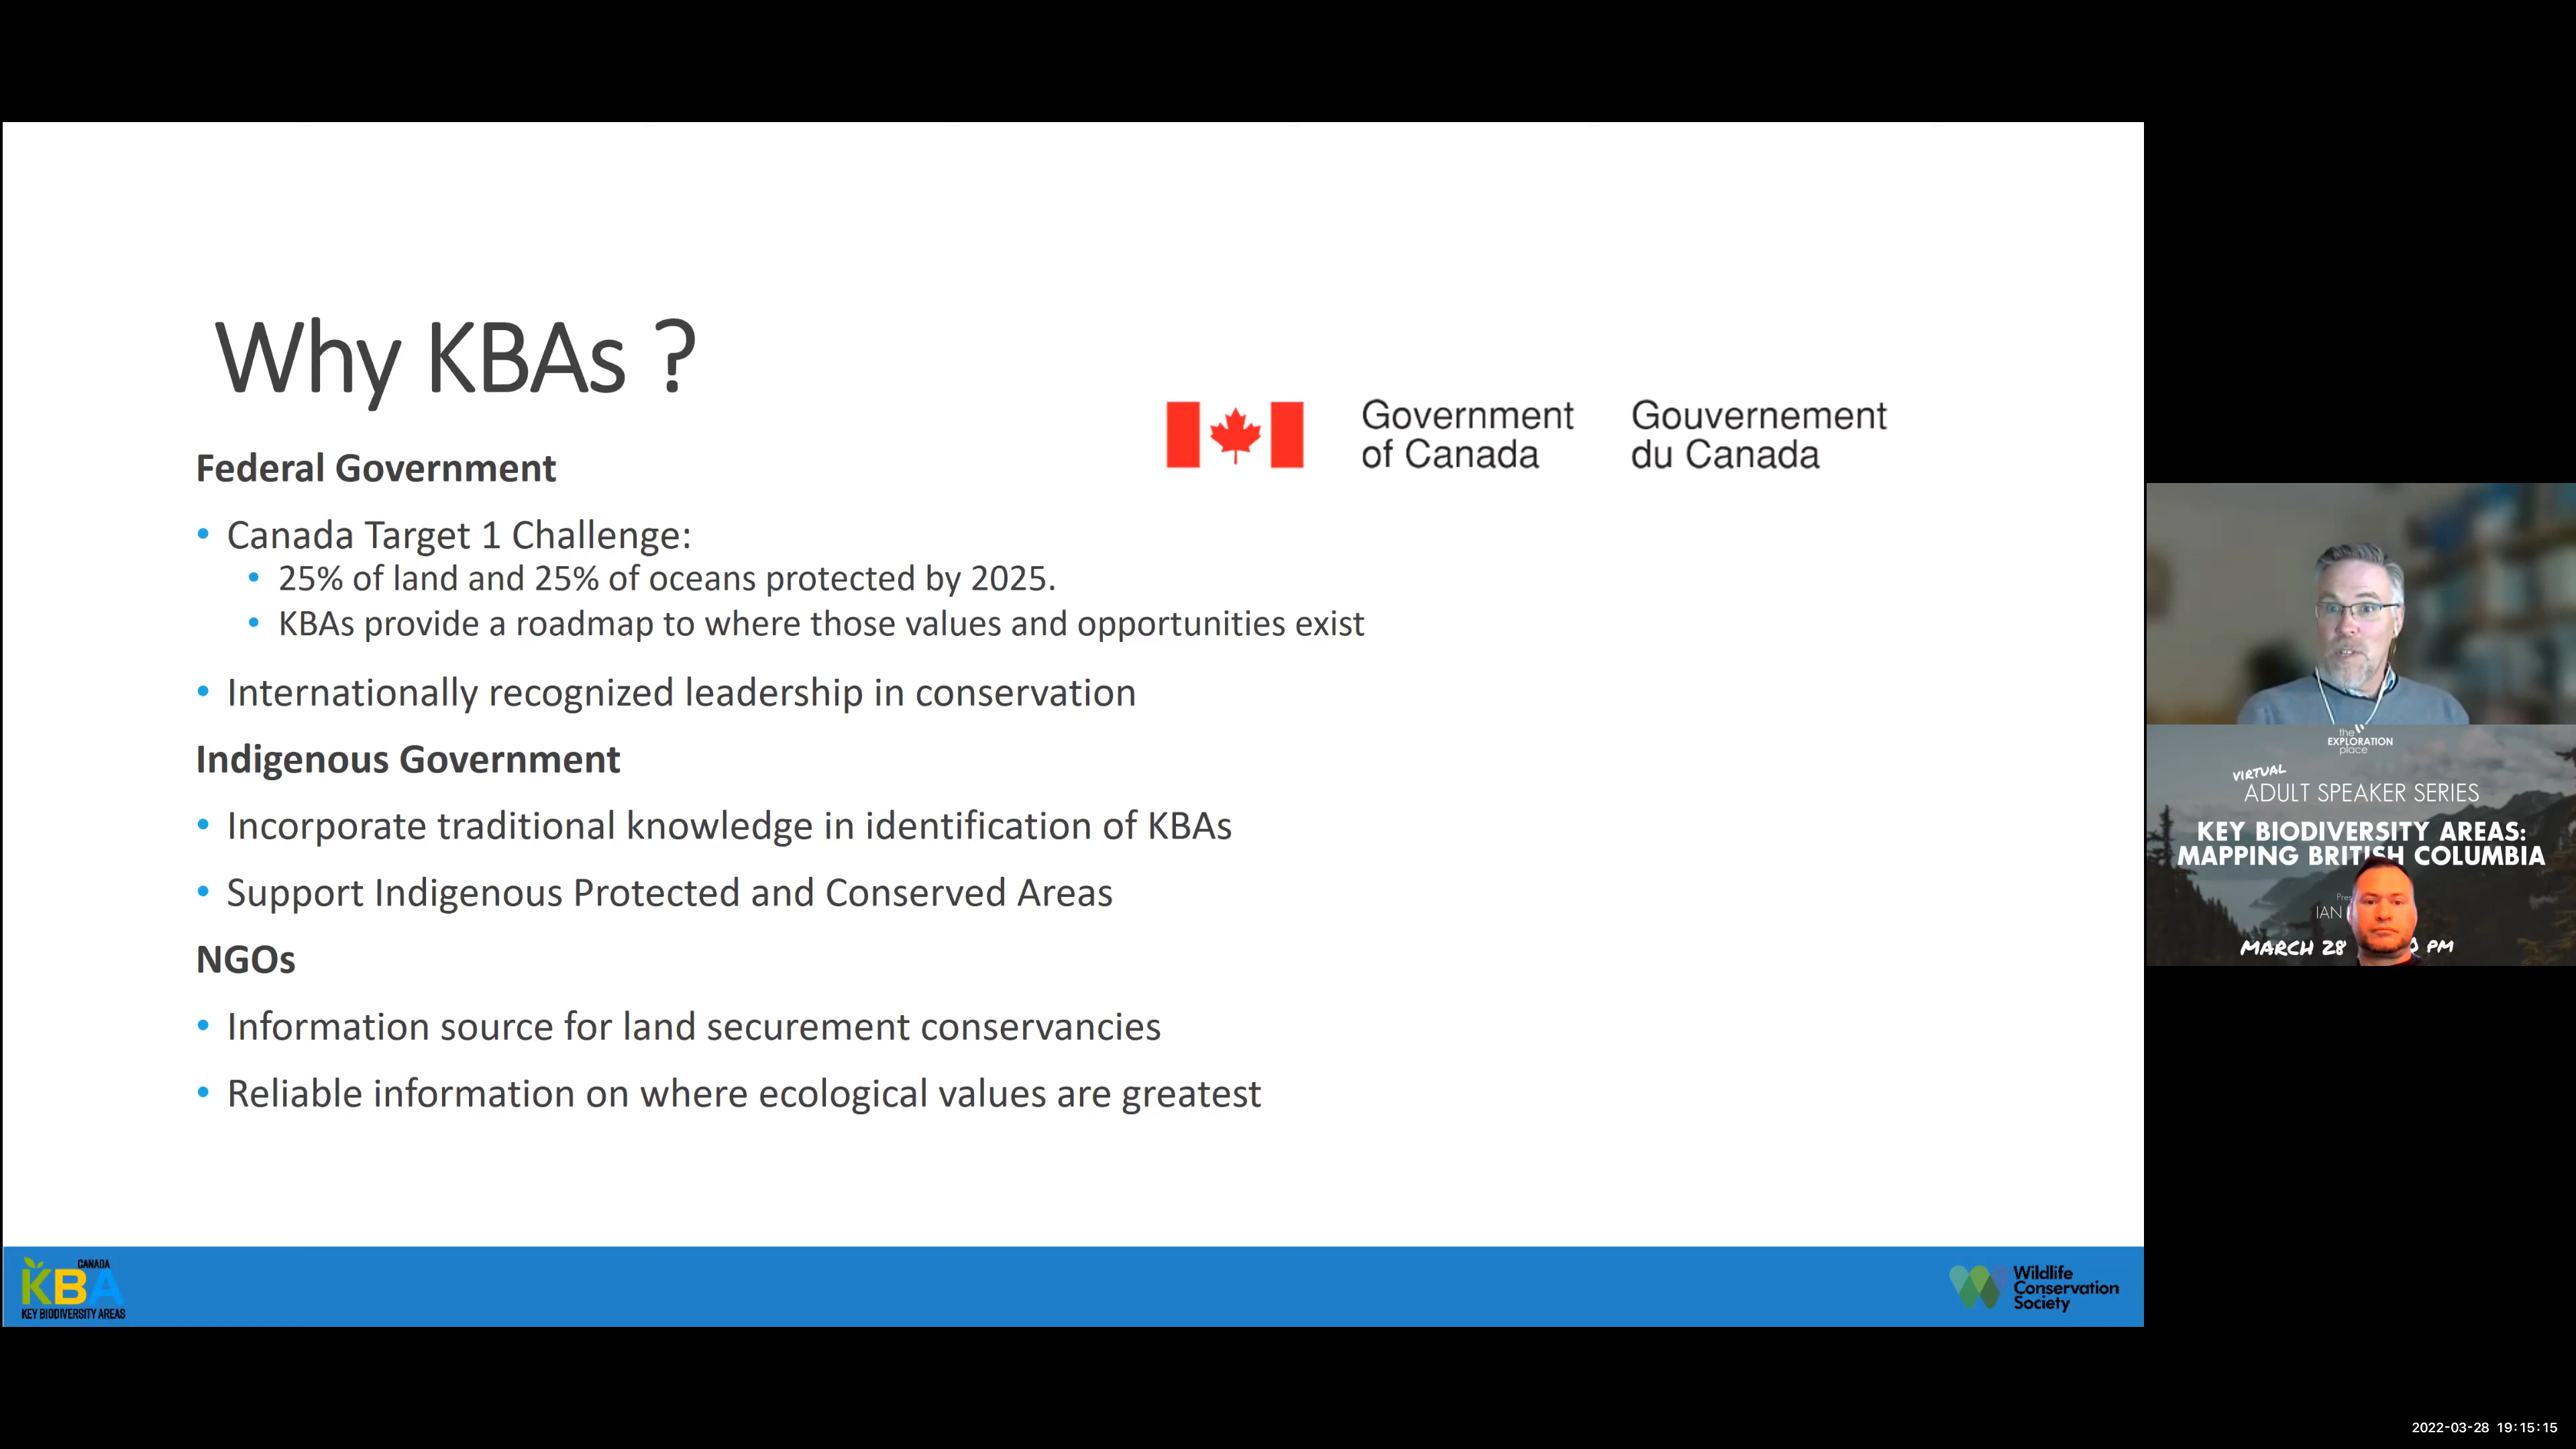 Why KBAs ?
Government
of Canada
Gouvernement
du Canada
Federal Government
• Canada Target 1 Challenge:
• 25% of land and 25% of oceans protected by 2025.
• KBAs provide a roadmap to where those values and opportunities exist
• Internationally recognized leadership in conservation
Indigenous Government
• Incorporate traditional knowledge in identification of KBAs
• Support Indigenous Protected and Conserved Areas
NGOs
• Information source for land securement conservancies
• Reliable information on where ecological values are greatest
CANADA
KBA
KEY BIODIVERSITY AREAS
Wildlife
Conservation
Society
the
EXPLORATION
place
VIRTUAL
ADULT SPEAKER SERIES
KEY BIODIVERSITY AREAS:
MAPPING BRITISH COLUMBIA
IAN
MARCH 28 PM
2022-03-28 19:15:15